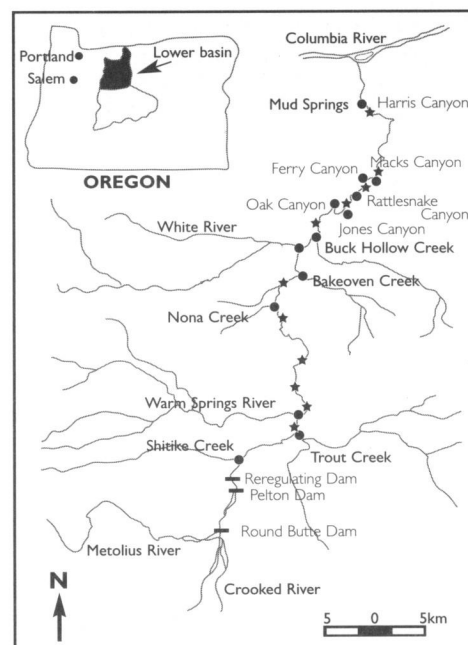 Columbia River
Portland
Lower basin
Salem
Mud Springs
Harris Canyon
OREGON
Ferry Canyon
Macks Canyon
Oak Canyon
Rattlesnake
Canyon
Jones Canyon
White River
Buck Hollow Creek
Bakeoven Creek
Nona Creek
Warm Springs River
Shitike Creek
Trout Creek
Reregulating Dam
Pelton Dam
Round Butte Dam
Metolius River
Crooked River
N
5 0 5km